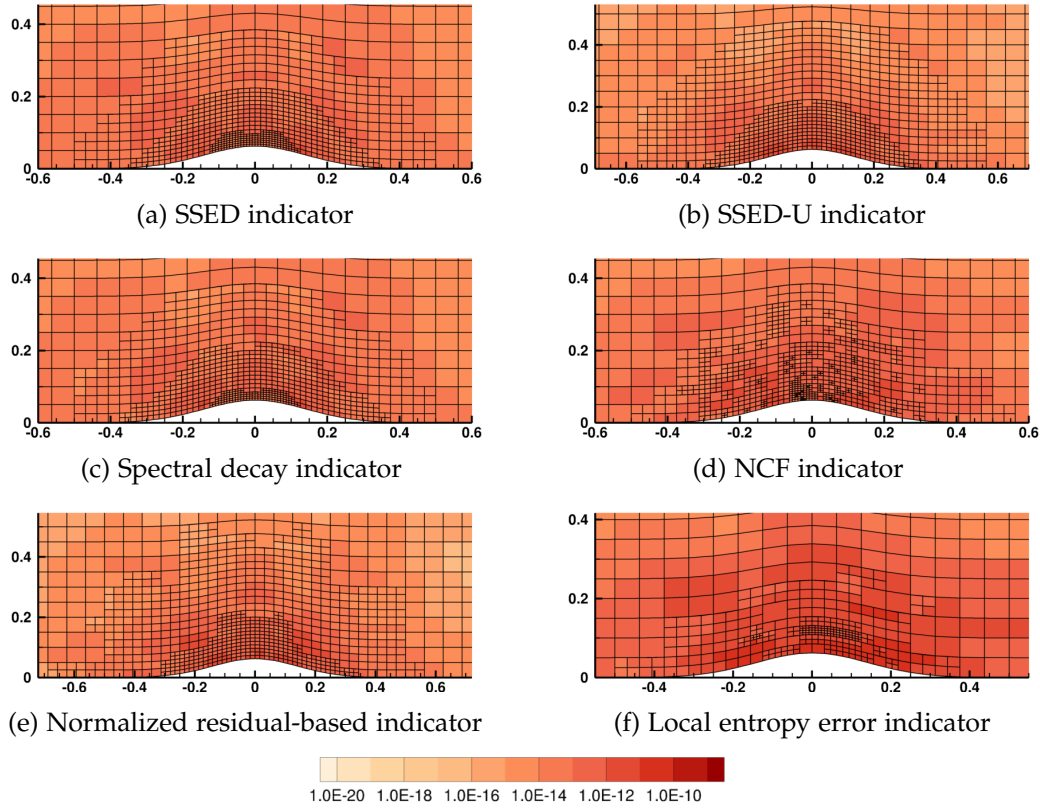 0.4
0.2
0
-0.6 -0.4 -0.2 0 0.2 0.4 0.6
(a) SSED indicator
0.4
0.2
0
-0.6 -0.4 -0.2 0 0.2 0.4 0.6
(b) SSED-U indicator
0.4
0.2
0
-0.6 -0.4 -0.2 0 0.2 0.4 0.6
(c) Spectral decay indicator
0.4
0.2
0
-0.6 -0.4 -0.2 0 0.2 0.4 0.6
(d) NCF indicator
0.4
0.2
0
-0.6 -0.4 -0.2 0 0.2 0.4 0.6
(e) Normalized residual-based indicator
0.4
0.2
0
-0.4 -0.2 0 0.2 0.4
(f) Local entropy error indicator
1.0E-20 1.0E-18 1.0E-16 1.0E-14 1.0E-12 1.0E-10